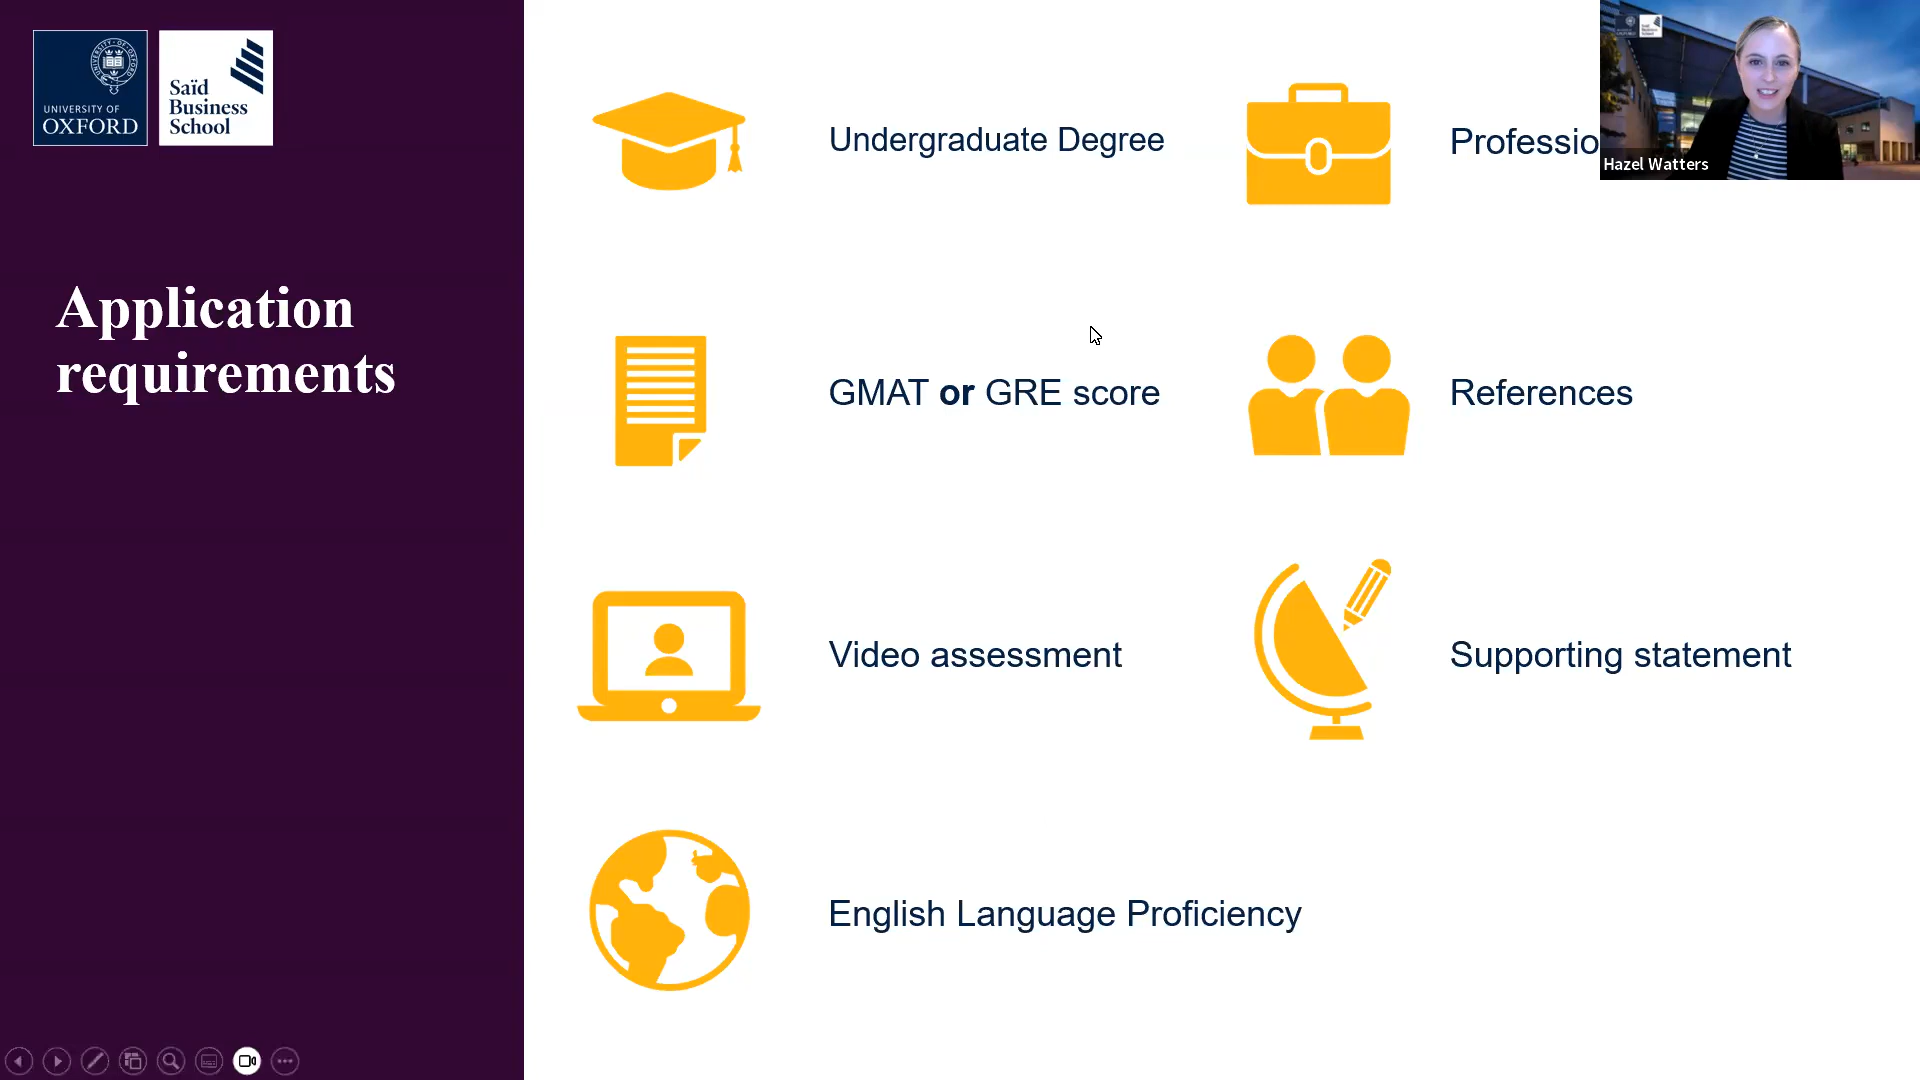 UNIVERSITY OF
OXFORD
Saïd
Business
School
Application
requirements
Undergraduate Degree
GMAT or GRE score
References
Video assessment
Supporting statement
English Language Proficiency
Hazel Watters